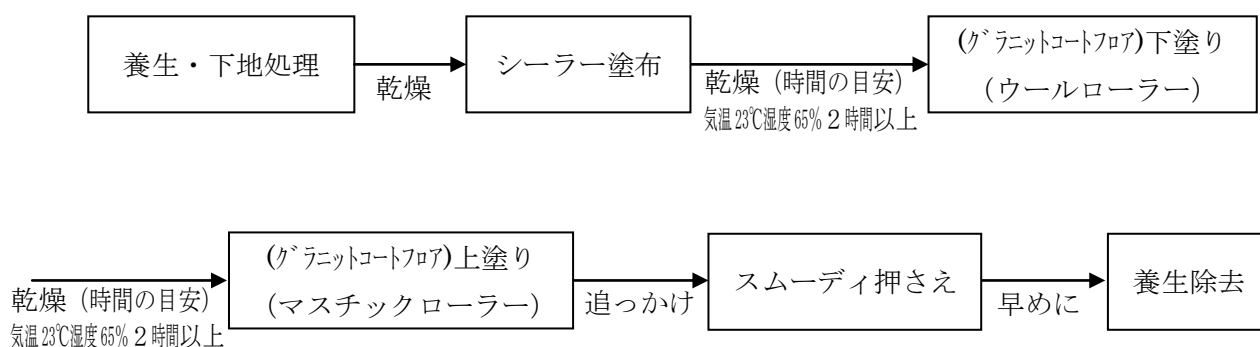 養生・下地処理
乾燥
シーラー塗布
乾燥（時間の目安）
気温23℃湿度65%２時間以上
(ｸﾞﾗﾆｯﾄｺｰﾄﾌﾛｱ)下塗り
（ウールローラー）
乾燥（時間の目安）
気温23℃湿度65%２時間以上
(ｸﾞﾗﾆｯﾄｺｰﾄﾌﾛｱ)上塗り
（マスチックローラー）
追っかけ
スムーディ押さえ
早めに
養生除去